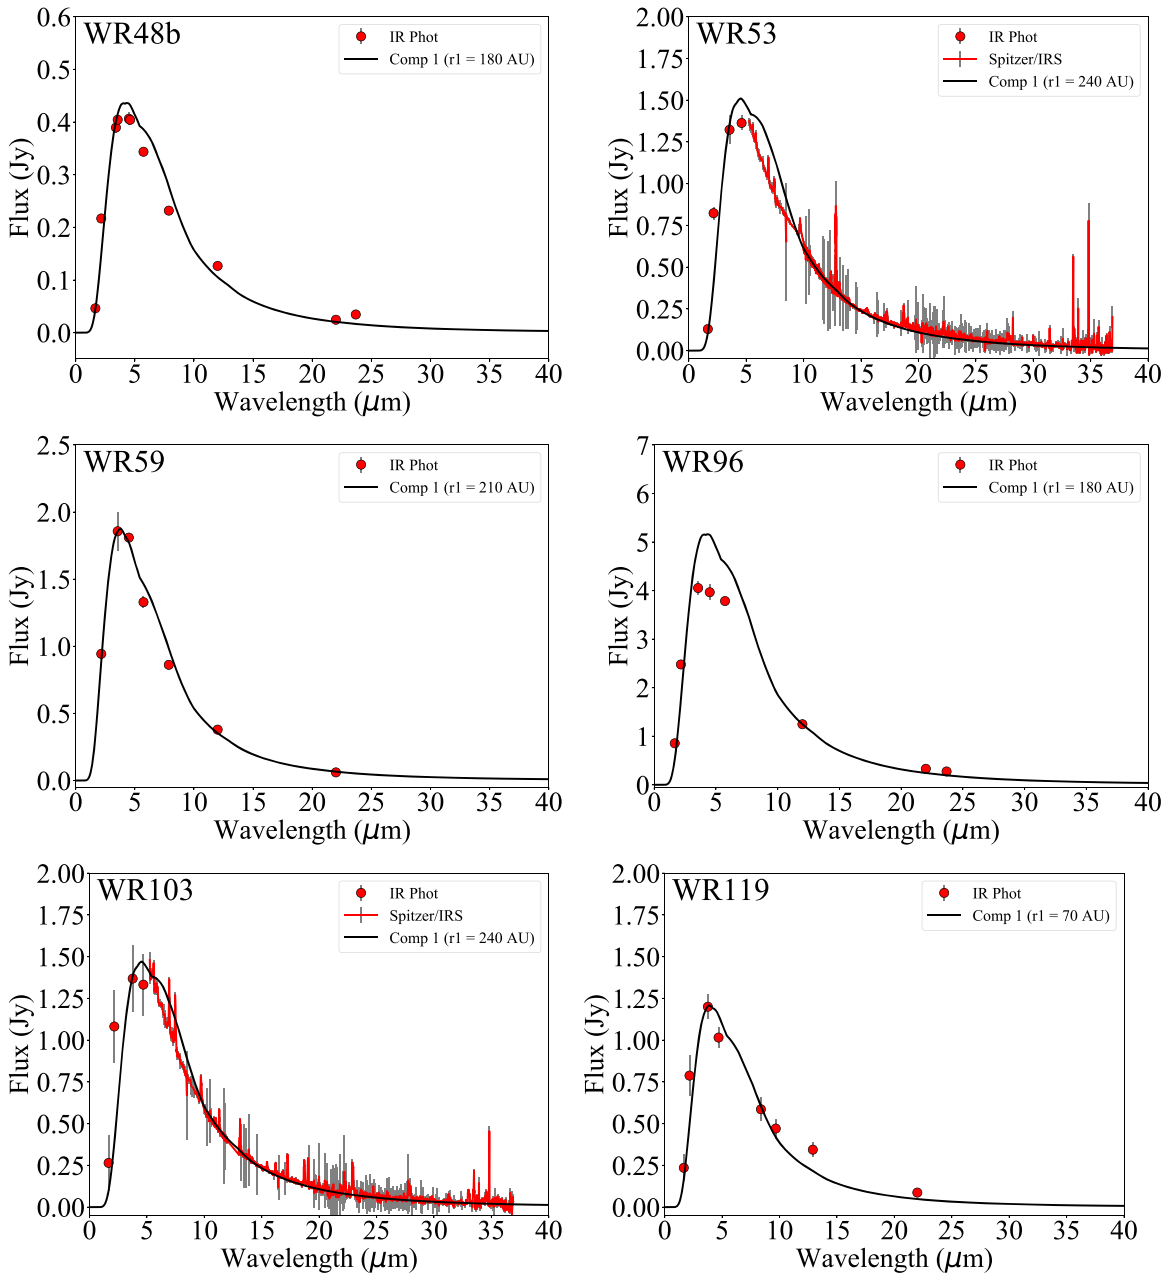 WR48b
IR Phot
Comp 1 (r1 = 180 AU)
Flux (Jy)
0.6
0.5
0.4
0.3
0.2
0.1
0.0
0 5 10 15 20 25 30 35 40
Wavelength (μm)
WR53
IR Phot
Spitzer/IRS
Comp 1 (r1 = 240 AU)
Flux (Jy)
2.00
1.75
1.50
1.25
1.00
0.75
0.50
0.25
0.00
0 5 10 15 20 25 30 35 40
Wavelength (μm)
WR59
IR Phot
Comp 1 (r1 = 210 AU)
Flux (Jy)
2.5
2.0
1.5
1.0
0.5
0.0
0 5 10 15 20 25 30 35 40
Wavelength (μm)
WR96
IR Phot
Comp 1 (r1 = 180 AU)
Flux (Jy)
7
6
5
4
3
2
1
0
0 5 10 15 20 25 30 35 40
Wavelength (μm)
WR103
IR Phot
Spitzer/IRS
Comp 1 (r1 = 240 AU)
Flux (Jy)
2.00
1.75
1.50
1.25
1.00
0.75
0.50
0.25
0.00
0 5 10 15 20 25 30 35 40
Wavelength (μm)
WR119
IR Phot
Comp 1 (r1 = 70 AU)
Flux (Jy)
2.00
1.75
1.50
1.25
1.00
0.75
0.50
0.25
0.00
0 5 10 15 20 25 30 35 40
Wavelength (μm)